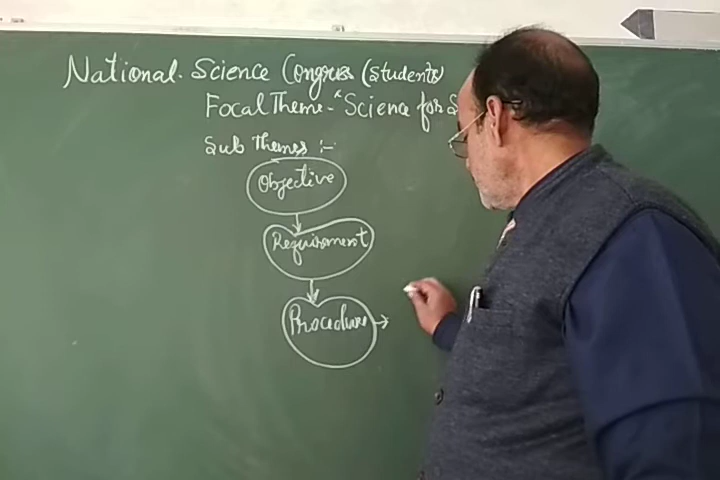 National Science Congress (Students)
Focal Theme - "Science for
Sub Themes :-
Objective
Requirement
Procedure